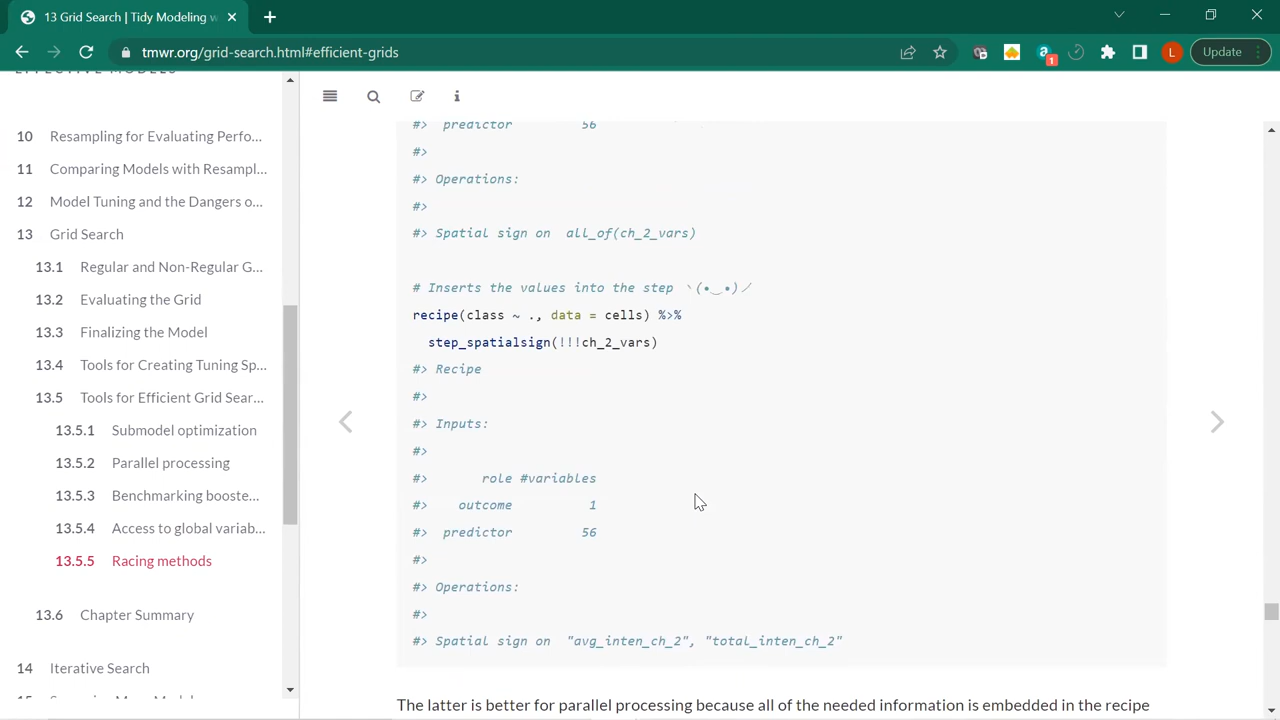 13 Grid Search | Tidy Modeling w
tmwr.org/grid-search.html#efficient-grids
1
L
Update
10 Resampling for Evaluating Perfo...
11 Comparing Models with Resampl...
12 Model Tuning and the Dangers o...
13 Grid Search
13.1 Regular and Non-Regular G...
13.2 Evaluating the Grid
13.3 Finalizing the Model
13.4 Tools for Creating Tuning Sp...
13.5 Tools for Efficient Grid Sear...
13.5.1 Submodel optimization
13.5.2 Parallel processing
13.5.3 Benchmarking booste...
13.5.4 Access to global variab...
13.5.5 Racing methods
13.6 Chapter Summary
14 Iterative Search
#> predictor 56
#>
#> Operations:
#>
#> Spatial sign on all_of(ch_2_vars)
# Inserts the values into the step ヽ(•‿•)ノ
recipe(class ~ ., data = cells) %>%
step_spatialsign(!!!ch_2_vars)
#> Recipe
#>
#> Inputs:
#>
#> role #variables
#> outcome 1
#> predictor 56
#>
#> Operations:
#>
#> Spatial sign on "avg_inten_ch_2", "total_inten_ch_2"
The latter is better for parallel processing because all of the needed information is embedded in the recipe